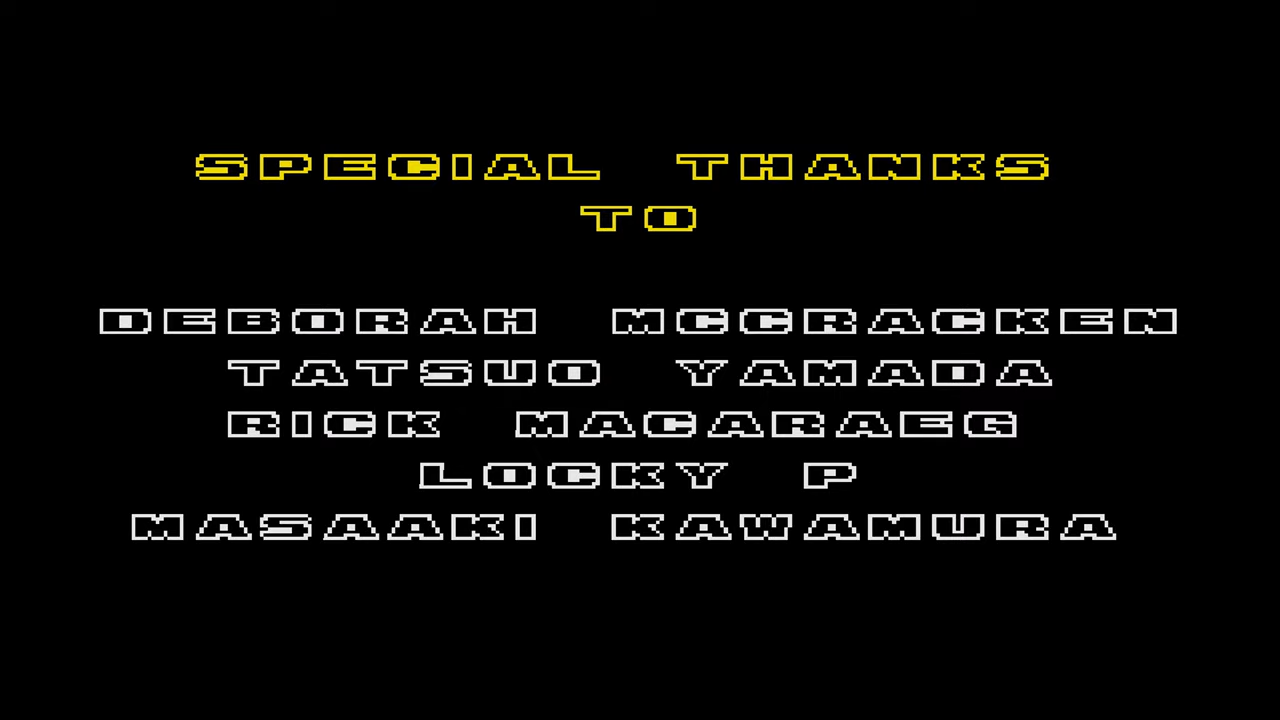 SPECIAL THANKS
TO
DEBORAH MCCRACKEN
TATSUO YAMADA
RICK MACARAEG
LOCKY P
MASAAKI KAWAMURA